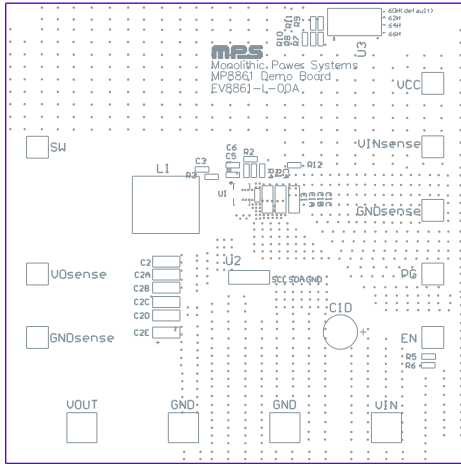 60H(default)
62H
64H
66H
R11
R9
R10
R8
R7
U3
mPS
Monolithic Power Systems
MP8861 Demo Board
EV8861-L-00A
VCC
SW
VINsense
L1
C6
C5
R2
C3
R3
R12
U1
GNDsense
U2
SCL SDA GND
VOsense
PG
C2
C2A
C2B
C2C
C2D
C2E
C1D
+
GNDsense
EN
R5
R6
+
VOUT
GND
GND
VIN